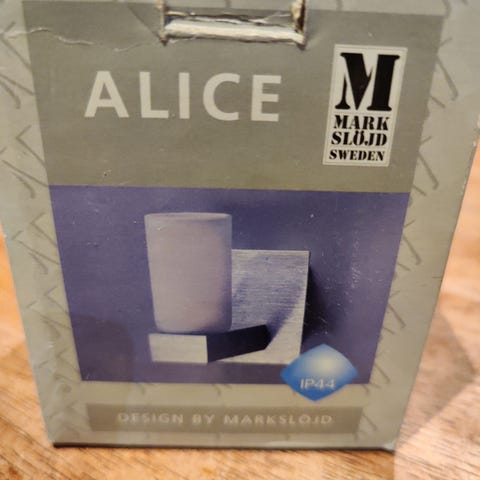 ALICE
M
MARK
SLÖJD
SWEDEN
IP44
DESIGN BY MARKSLÖJD